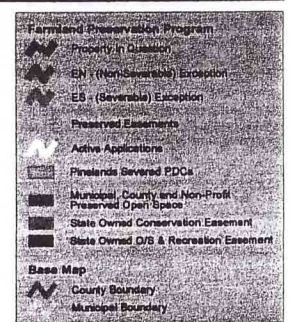 Farmland Preservation Program
Property In Question
EN - (Non-Severable) Exception
ES - (Severable) Exception
Preserved Easements
Active Applications
Pinelands Severed PDCs
Municipal, County and Non-Profit
Preserved Open Space
State Owned Conservation Easement
State Owned O/S & Recreation Easement
Base Map
County Boundary
Municipal Boundary